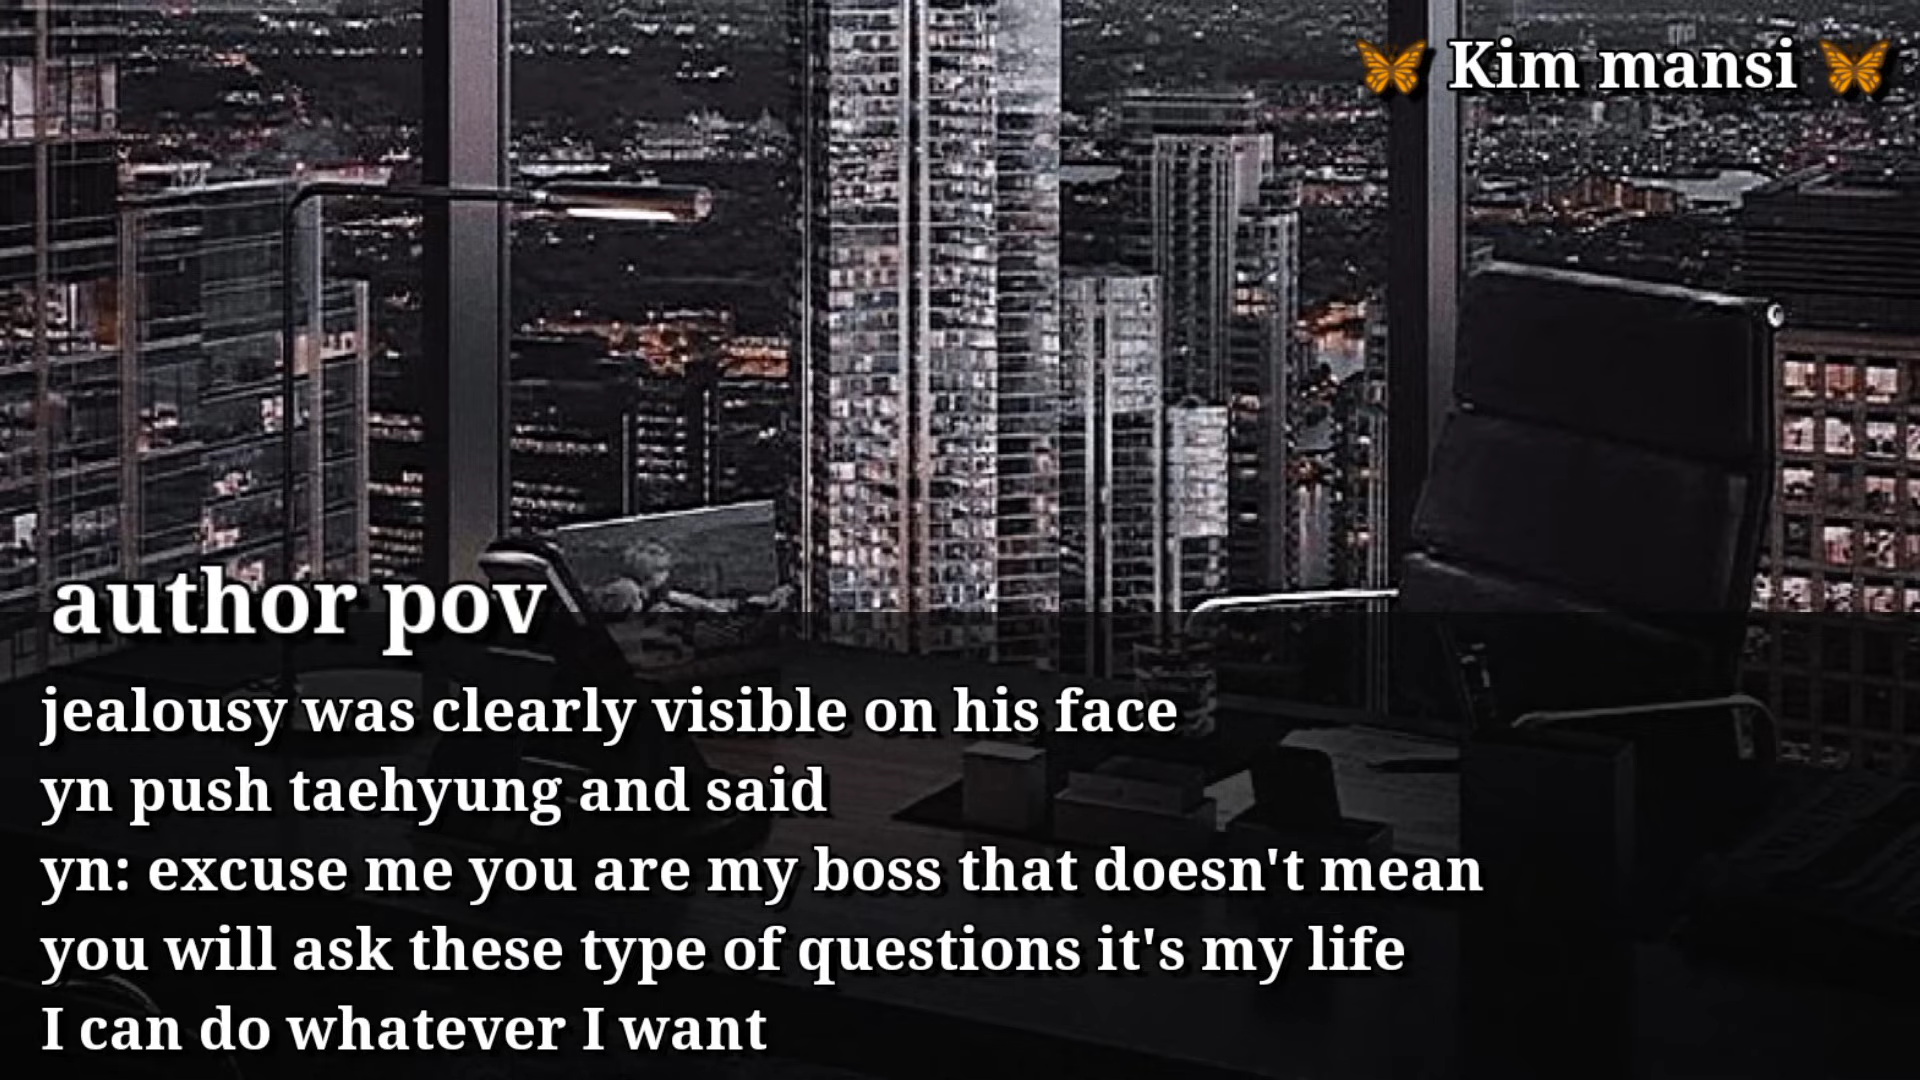 🦋 Kim mansi 🦋
author pov
jealousy was clearly visible on his face
yn push taehyung and said
yn: excuse me you are my boss that doesn't mean
you will ask these type of questions it's my life
I can do whatever I want